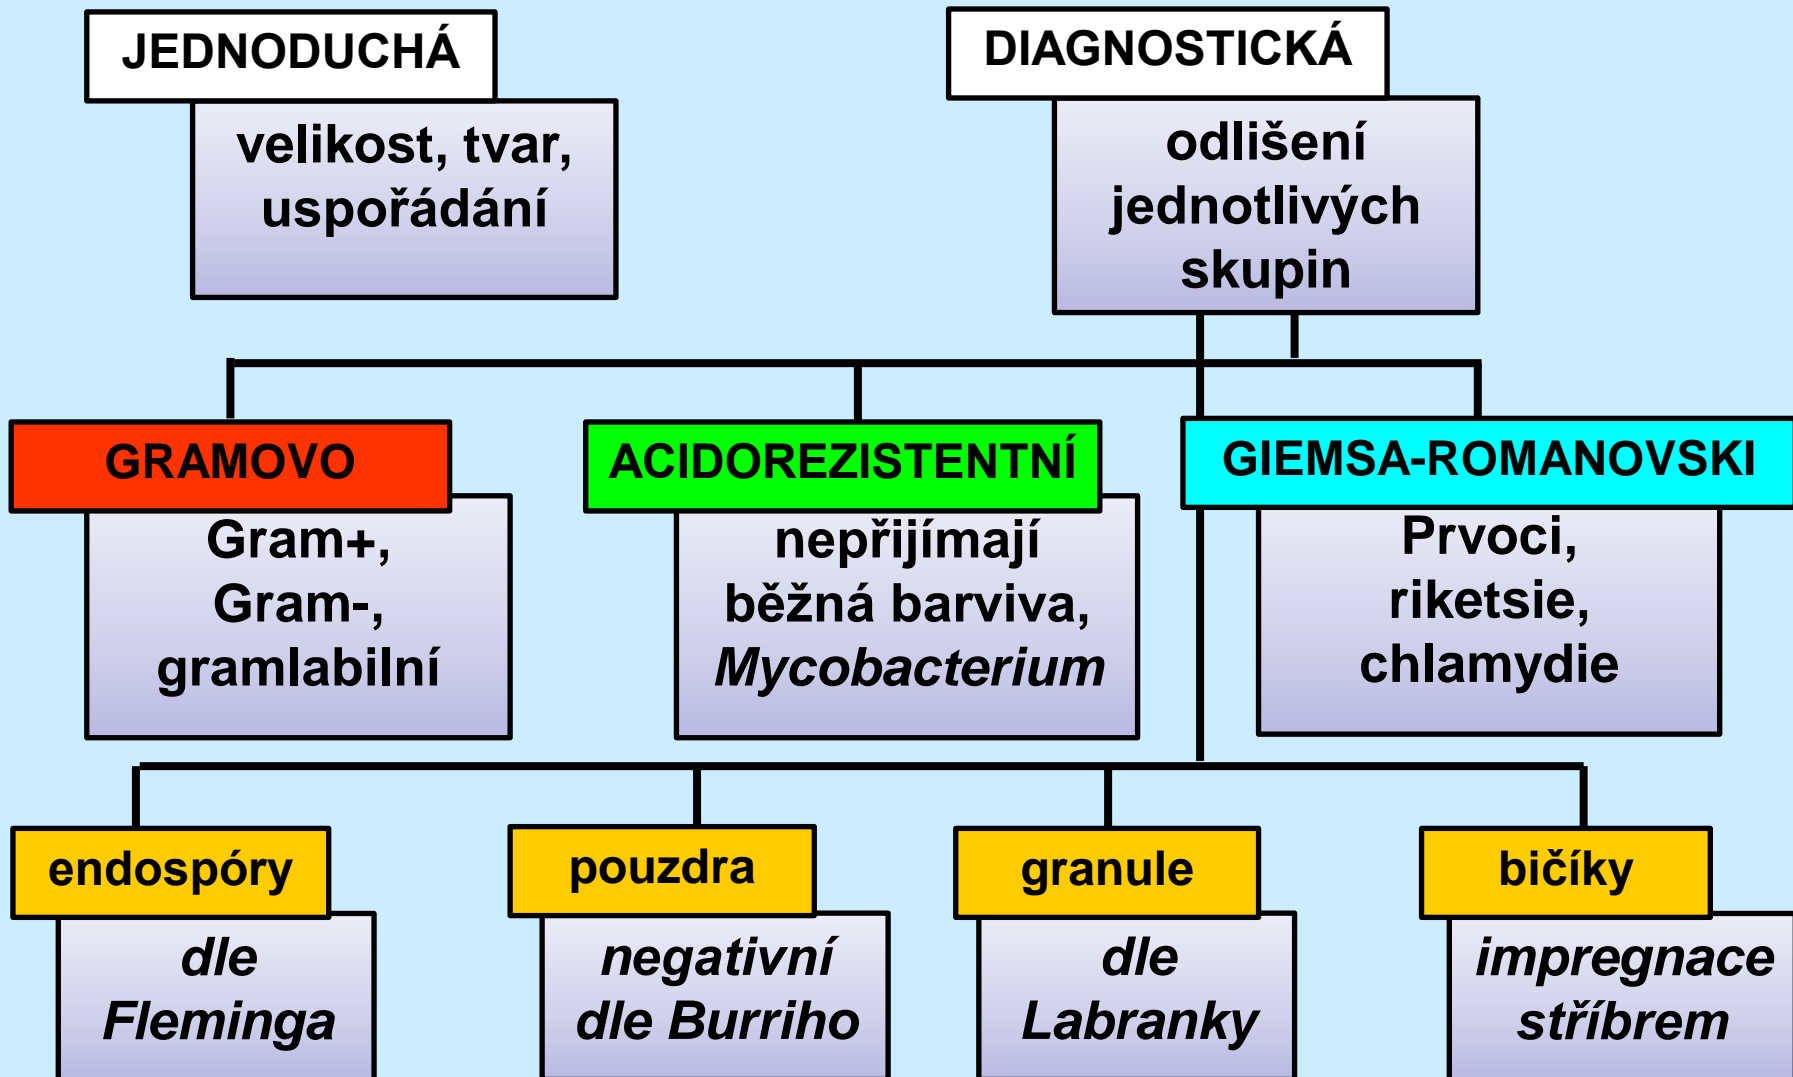 JEDNODUCHÁ
velikost, tvar,
uspořádání
DIAGNOSTICKÁ
odlišení
jednotlivých
skupin
GRAMOVO
Gram+,
Gram-,
gramlabilní
ACIDOREZISTENTNÍ
nepřijímají
běžná barviva,
Mycobacterium
GIEMSA-ROMANOVSKI
Prvoci,
riketsie,
chlamydie
endospóry
dle
Fleminga
pouzdra
negativní
dle Burriho
granule
dle
Labranky
bičíky
impregnace
stříbrem